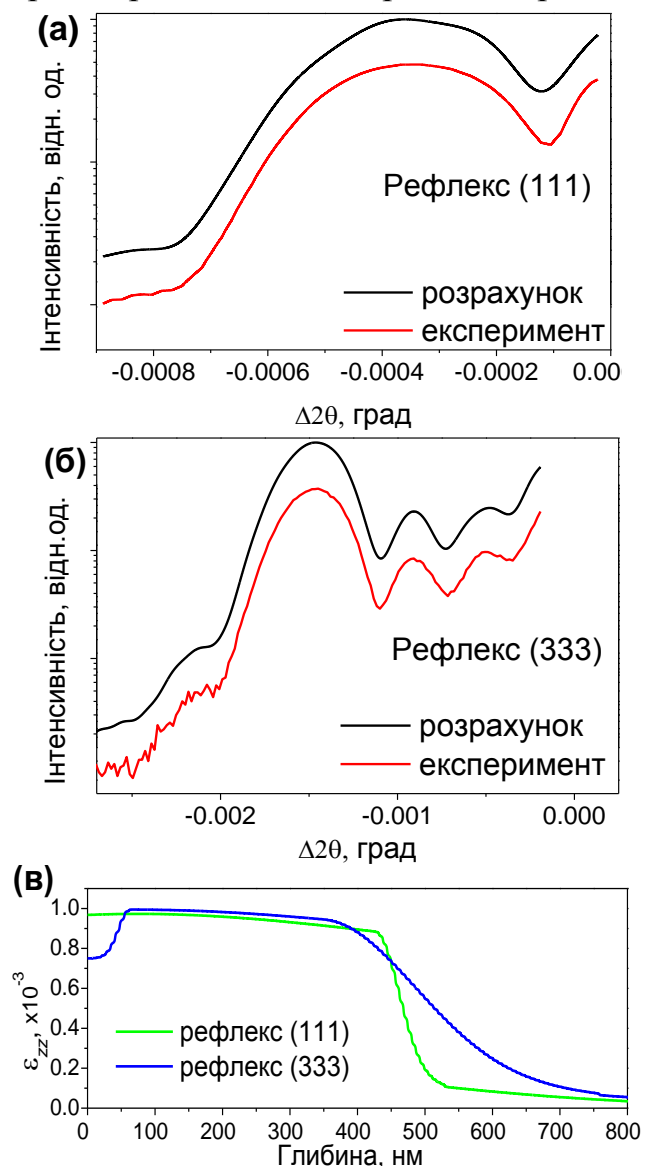 (а)
Інтенсивність, відн. од.
Рефлекс (111)
розрахунок
експеримент
-0.0008 -0.0006 -0.0004 -0.0002 0.00
Δ2θ, град
(б)
Інтенсивність, відн.од.
Рефлекс (333)
розрахунок
експеримент
-0.002 -0.001 0.000
Δ2θ, град
(в)
εzz, x10-3
1.0
0.8
0.6
0.4
0.2
0.0
рефлекс (111)
рефлекс (333)
0 100 200 300 400 500 600 700 800
Глибина, нм